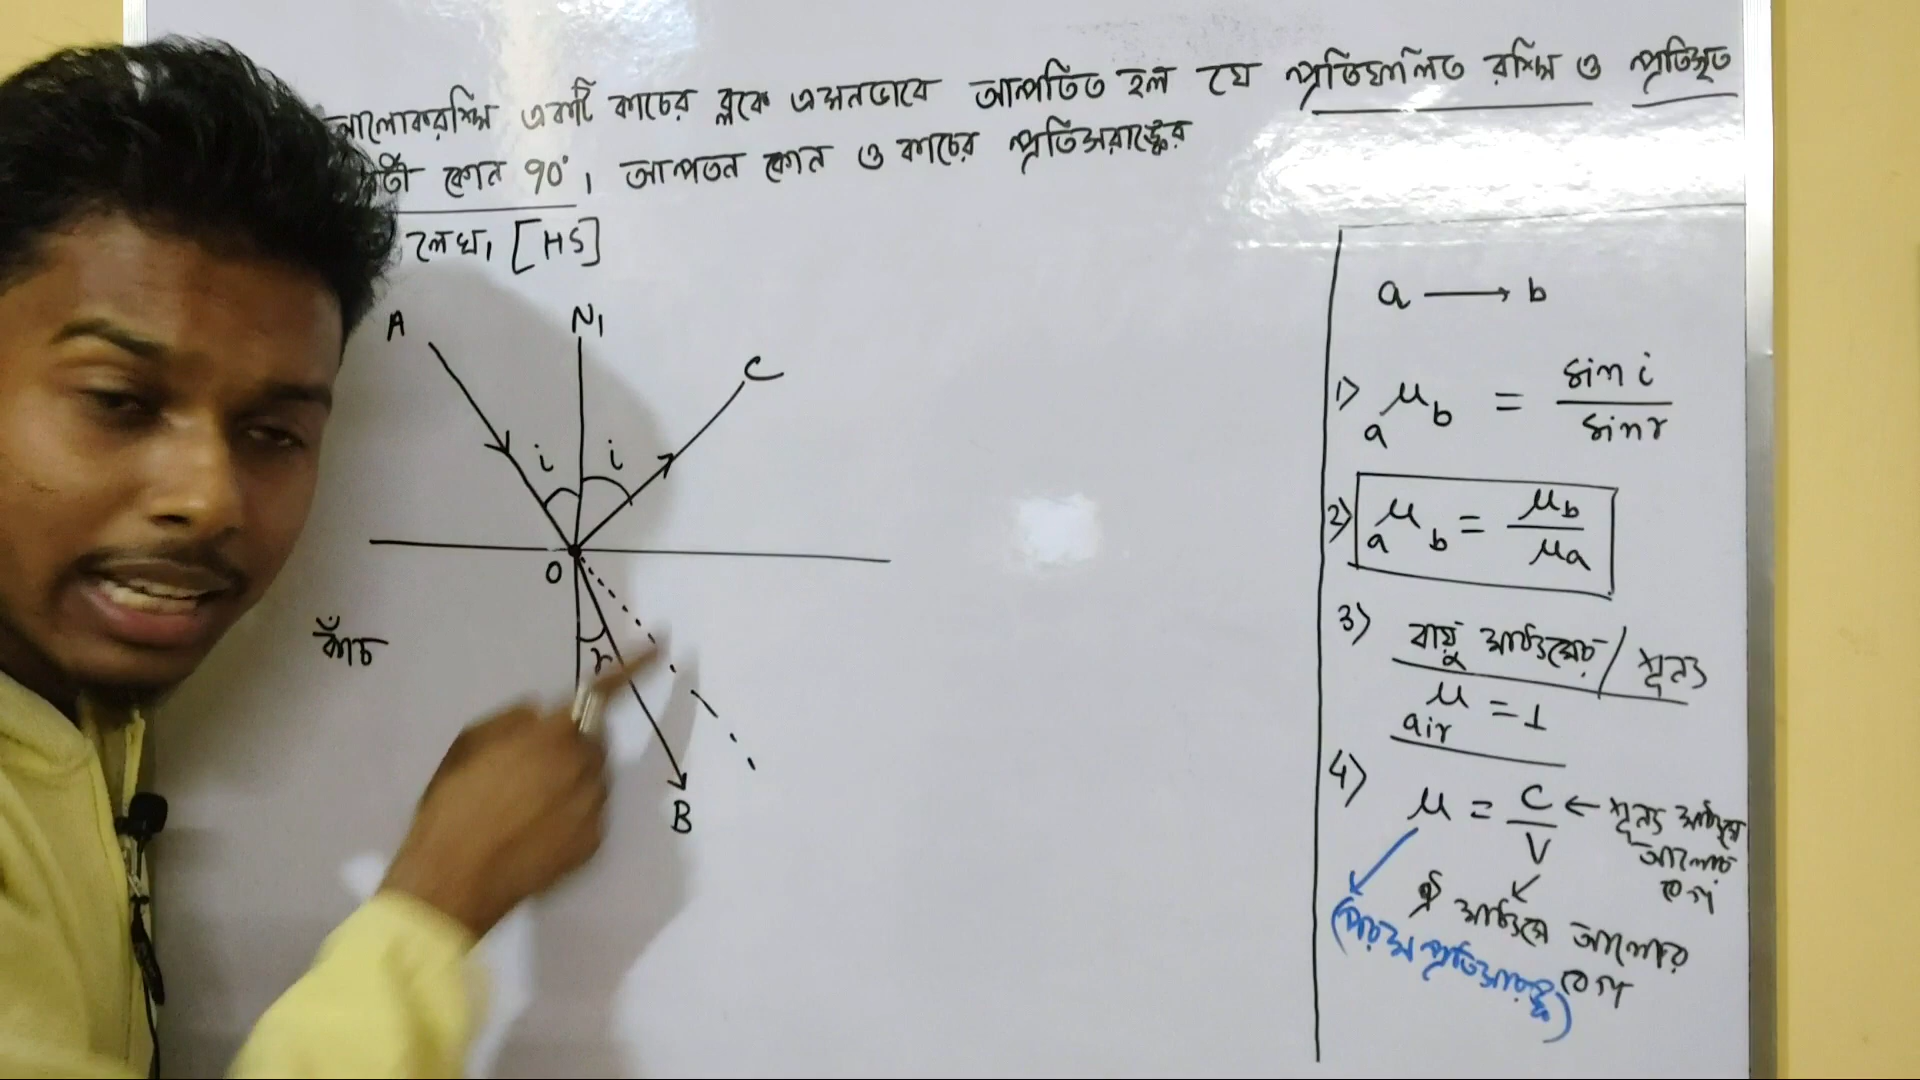 আলোকরশ্মি একটি কাচের ব্লকে এমনভাবে আপতিত হল যে প্রতিফলিত রশ্মি ও প্রতিসৃত
কোন 90°, আপতন কোন ও কাচের প্রতিসরাঙ্কের
লেখ, [HS]
A
N1
C
i
i
O
r
B
কাঁচ
a → b
1) aμb = sin i / sin r
2) aμb = μb / μa
3) বায়ু মাধ্যমে / শূন্য
μair = 1
4) μ = C / V
← শূন্য মাধ্যমে
আলোর
বেগ
ঐ মাধ্যমে আলোর
বেগ
(পরম প্রতিসরাঙ্ক)